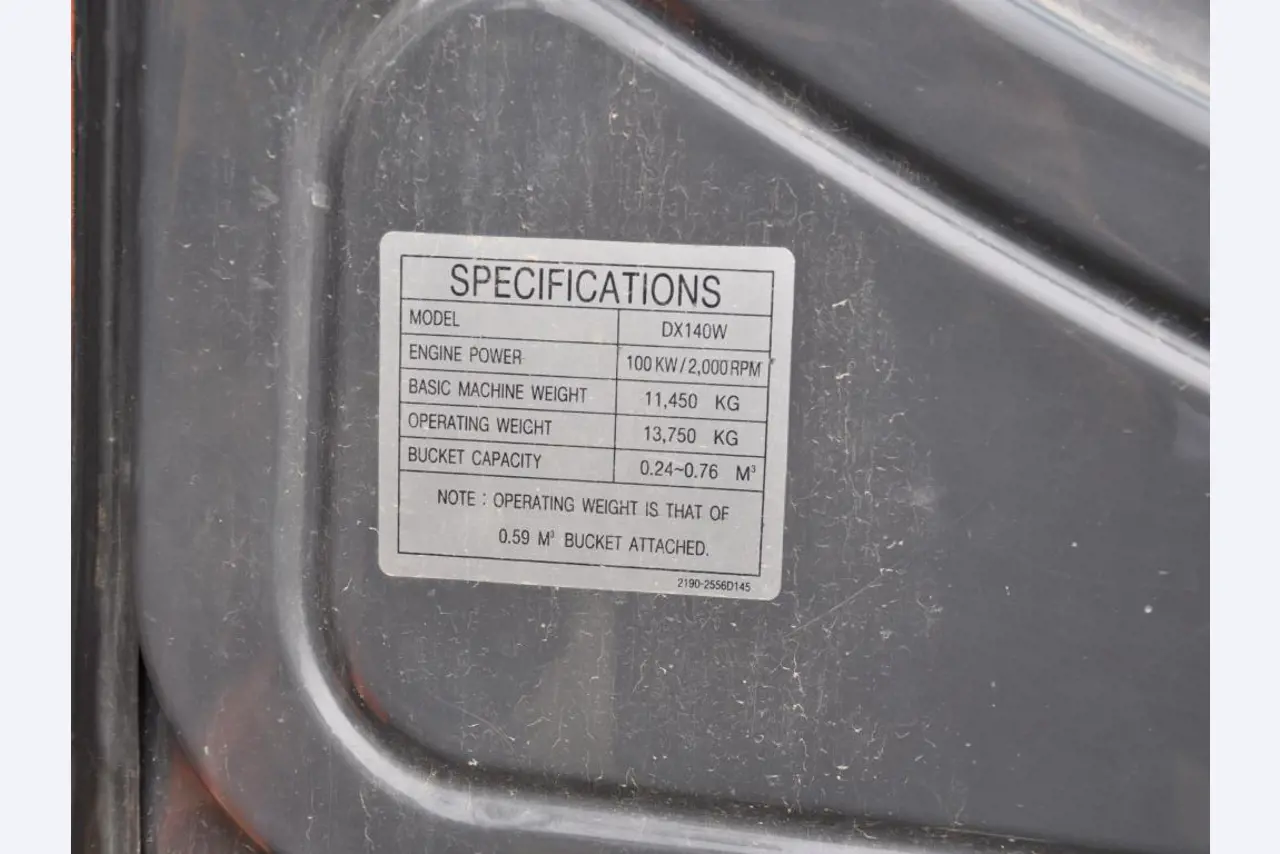 SPECIFICATIONS
MODEL DX140W
ENGINE POWER 100 KW/2,000 RPM
BASIC MACHINE WEIGHT 11,450 KG
OPERATING WEIGHT 13,750 KG
BUCKET CAPACITY 0.24~0.76 M³
NOTE : OPERATING WEIGHT IS THAT OF
0.59 M³ BUCKET ATTACHED.
2190-2556D145